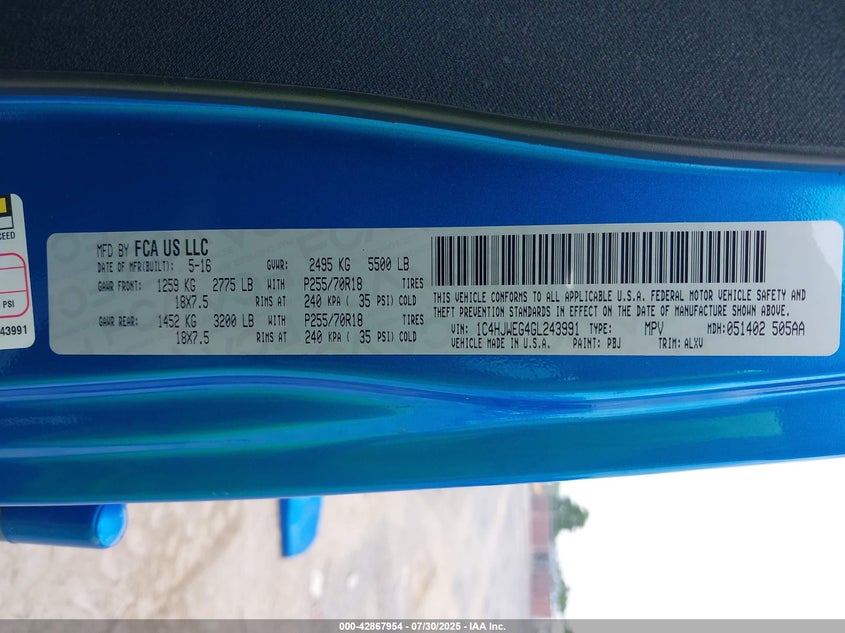 CEED
PSI
43991
MFD BY FCA US LLC
DATE OF MFR(BUILT): 5-16 GVWR: 2495 KG 5500 LB
GAWR FRONT: 1259 KG 2775 LB WITH P255/70R18 TIRES
18X7.5 RIMS AT 240 KPA ( 35 PSI) COLD
GAWR REAR: 1452 KG 3200 LB WITH P255/70R18 TIRES
18X7.5 RIMS AT 240 KPA ( 35 PSI) COLD
THIS VEHICLE CONFORMS TO ALL APPLICABLE U.S.A. FEDERAL MOTOR VEHICLE SAFETY AND
THEFT PREVENTION STANDARDS IN EFFECT ON THE DATE OF MANUFACTURE SHOWN ABOVE.
VIN: 1C4HJWEG4GL243991 TYPE: MPV MDH: 051402 505AA
VEHICLE MADE IN U.S.A. PAINT: PBJ TRIM: ALXV
000-42867954 | 07/30/2025 - IAA Inc.